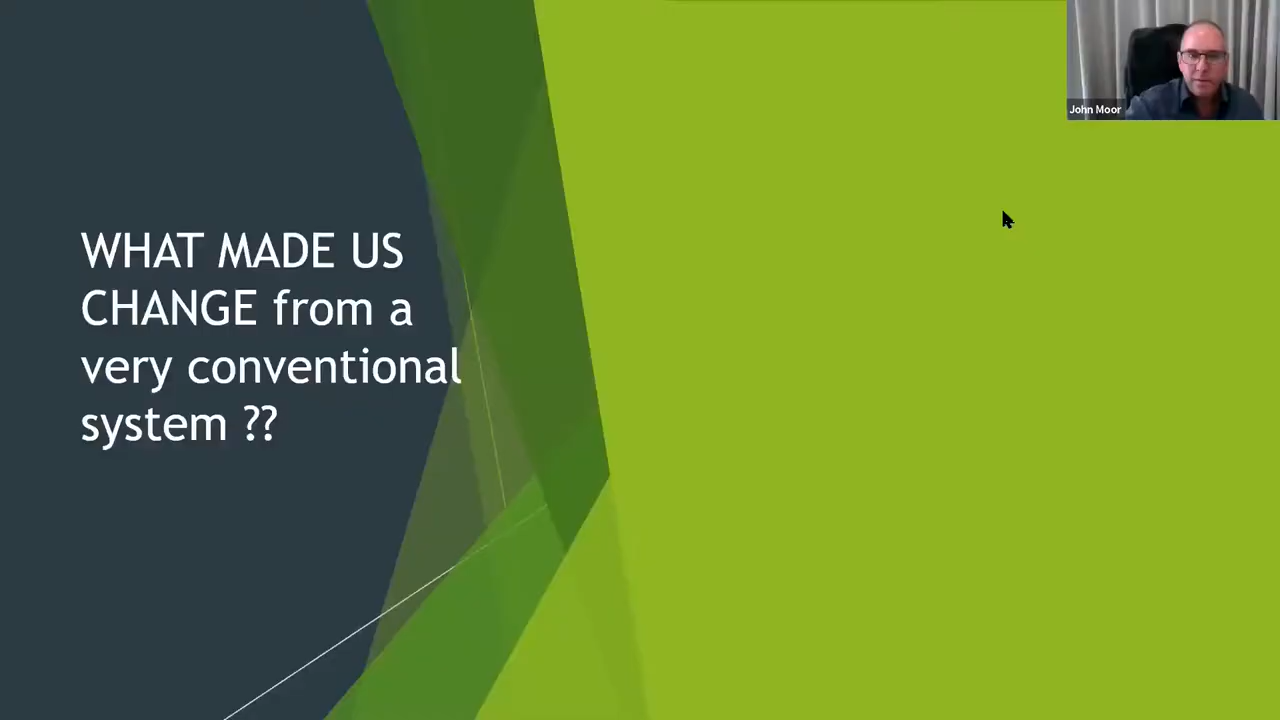 John Moor
WHAT MADE US
CHANGE from a
very conventional
system ??